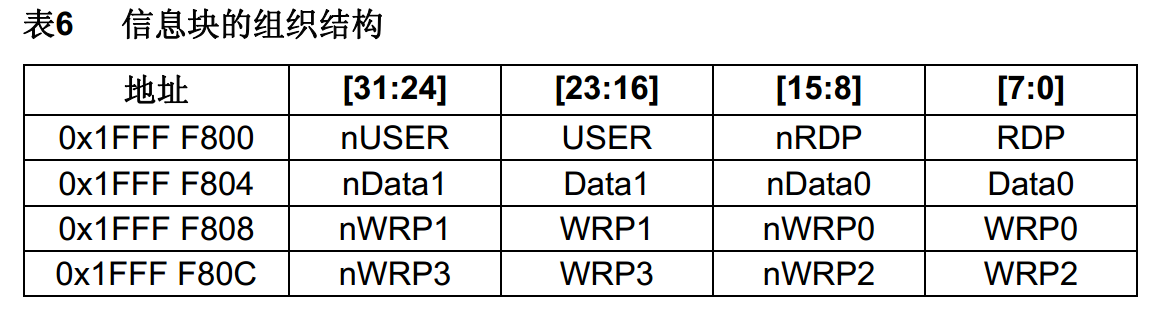 表6 信息块的组织结构
地址 [31:24] [23:16] [15:8] [7:0]
0x1FFF F800 nUSER USER nRDP RDP
0x1FFF F804 nData1 Data1 nData0 Data0
0x1FFF F808 nWRP1 WRP1 nWRP0 WRP0
0x1FFF F80C nWRP3 WRP3 nWRP2 WRP2